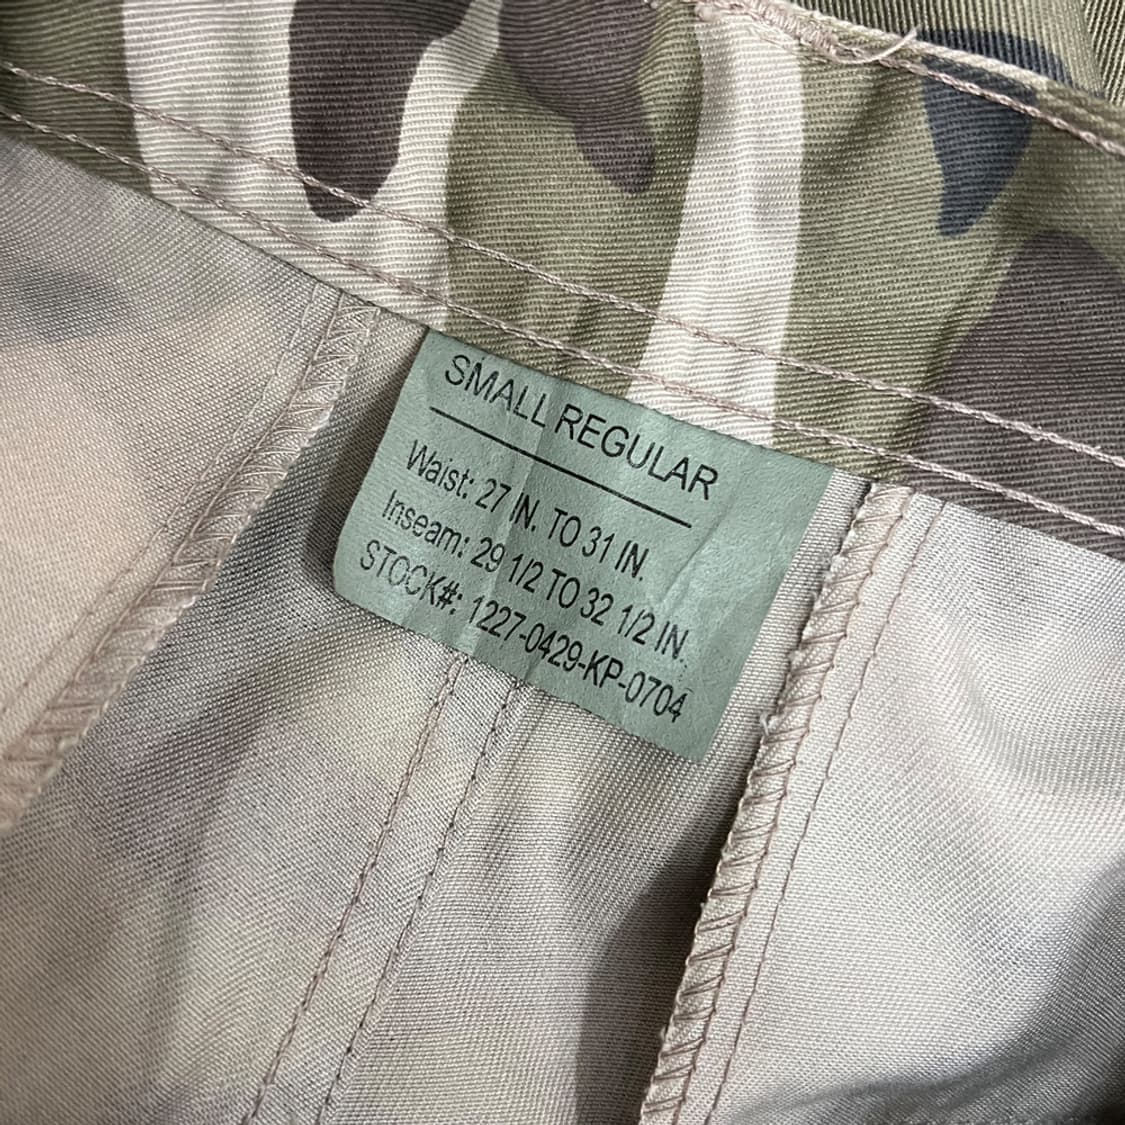 SMALL REGULAR
Waist: 27 IN. TO 31 IN.
Inseam: 29 1/2 TO 32 1/2 IN.
STOCK#: 1227-0429-KP-0704